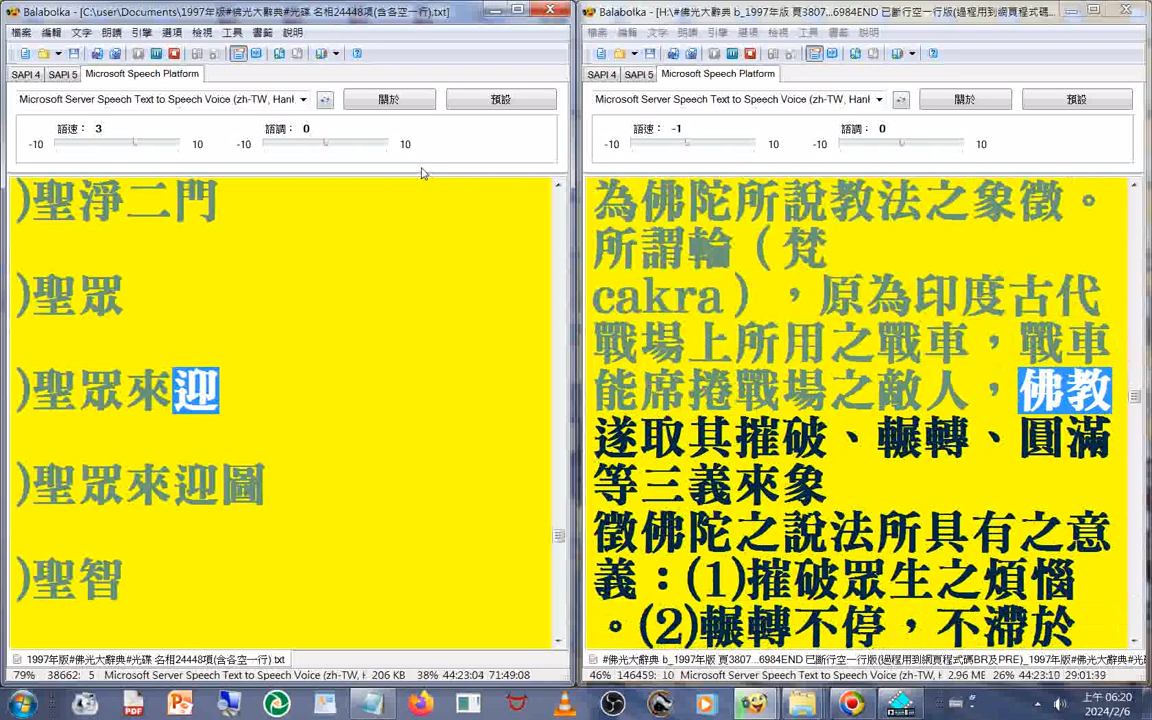 Balabolka - [C:\user\Documents\1997年版#佛光大辭典#光碟 名相24448項(含各空一行).txt]
檔案 編輯 文字 朗讀 引擎 選項 檢視 工具 書籤 說明
SAPI 4 SAPI 5 Microsoft Speech Platform
Microsoft Server Speech Text to Speech Voice (zh-TW, Han 關於 預設
語速： 3 語調： 0
-10 10 -10 10
)聖淨二門
)聖眾
)聖眾來迎
)聖眾來迎圖
)聖智
1997年版#佛光大辭典#光碟 名相24448項(含各空一行).txt
79% 38662: 5 Microsoft Server Speech Text to Speech Voice (zh-TW, H 206 KB 38% 44:23:04 71:49:08
Balabolka - [H:\#佛光大辭典 b_1997年版 頁3807...6984END 已斷行空一行版(過程用到網頁程式碼
檔案 編輯 文字 朗讀 引擎 選項 檢視 工具 書籤 說明
SAPI 4 SAPI 5 Microsoft Speech Platform
Microsoft Server Speech Text to Speech Voice (zh-TW, Han 關於 預設
語速： -1 語調： 0
-10 10 -10 10
為佛陀所說教法之象徵。
所謂輪（梵
cakra），原為印度古代
戰場上所用之戰車，戰車
能席捲戰場之敵人，佛教
遂取其摧破、輾轉、圓滿
等三義來象
徵佛陀之說法所具有之意
義：(1)摧破眾生之煩惱
。(2)輾轉不停，不滯於
#佛光大辭典 b_1997年版 頁3807...6984END 已斷行空一行版(過程用到網頁程式碼BR及PRE)_1997年版#佛光大辭典#光
46% 146459: 10 Microsoft Server Speech Text to Speech Voice (z 2.96 ME 26% 44:23:10 29:01:39
上午 06:20
2024/2/6